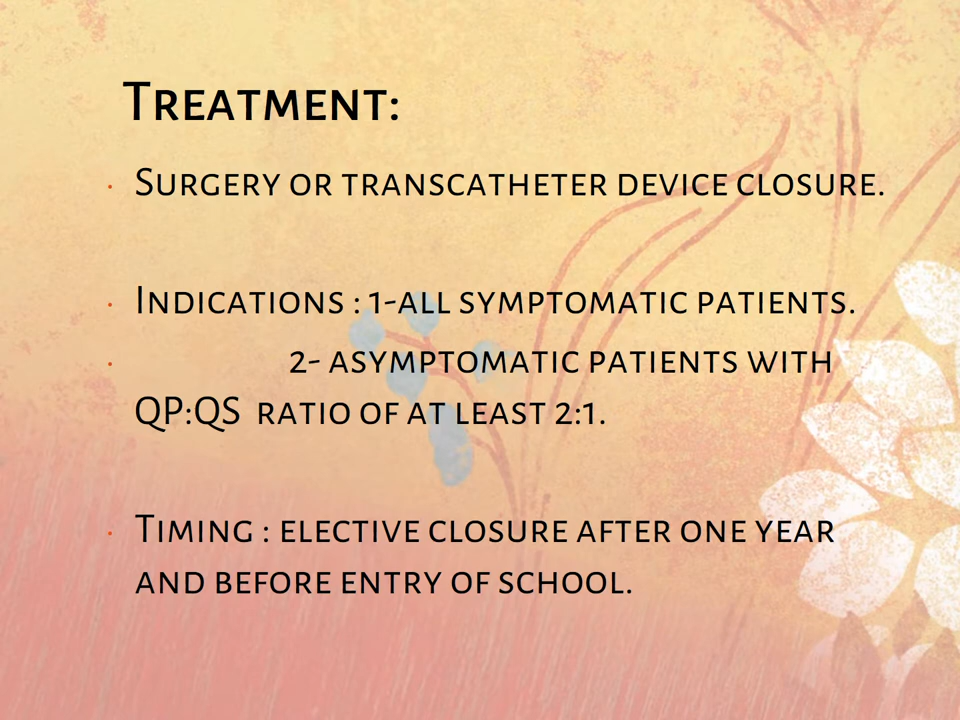 Treatment:
• Surgery or transcatheter device closure.
• Indications : 1-all symptomatic patients.
• 2- asymptomatic patients with
QP:QS ratio of at least 2:1.
• Timing : elective closure after one year
and before entry of school.